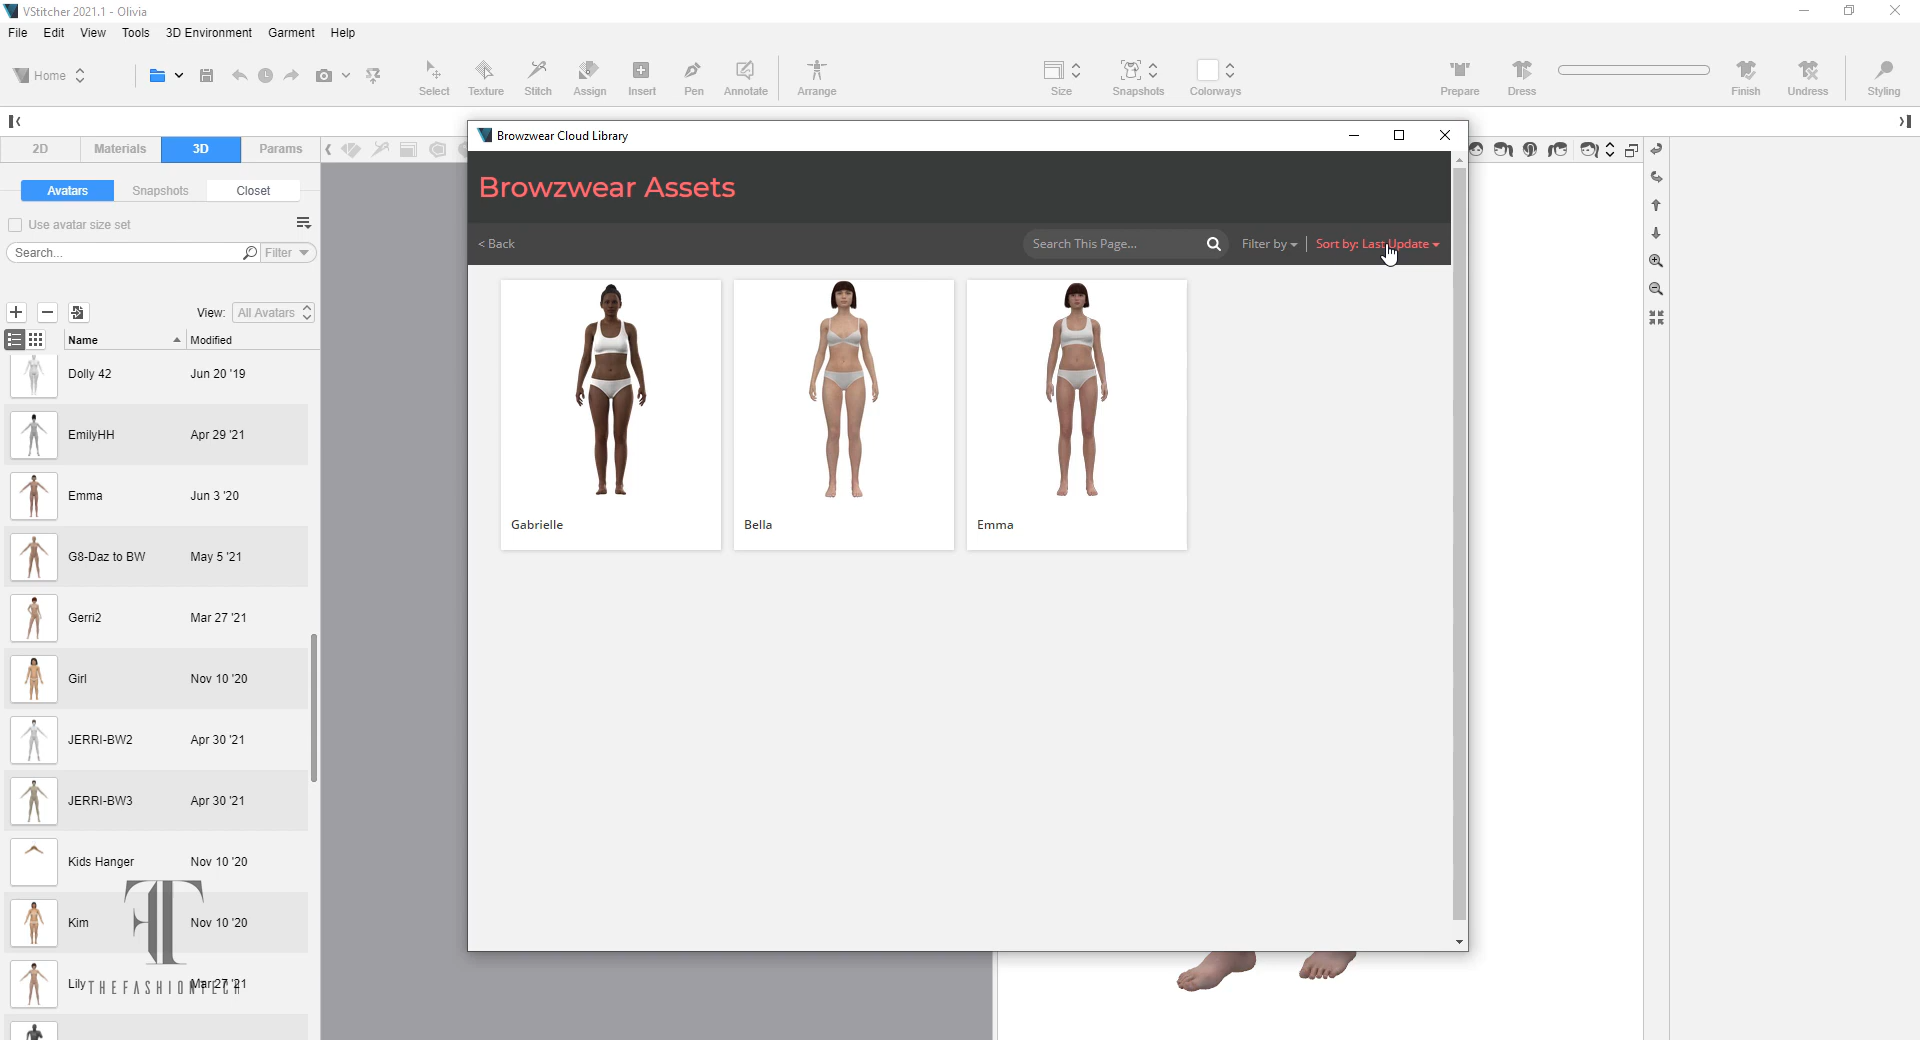 VStitcher 2021.1 - Olivia
File Edit View Tools 3D Environment Garment Help
Home
Select Texture Stitch Assign Insert Pen Annotate Arrange Size Snapshots Colorways Prepare Dress Finish Undress Styling
2D Materials 3D Params
Avatars Snapshots Closet
Use avatar size set
Search... Filter
View: All Avatars
Name Modified
Dolly 42 Jun 20 '19
EmilyHH Apr 29 '21
Emma Jun 3 '20
G8-Daz to BW May 5 '21
Gerri2 Mar 27 '21
Girl Nov 10 '20
JERRI-BW2 Apr 30 '21
JERRI-BW3 Apr 30 '21
Kids Hanger Nov 10 '20
Kim Nov 10 '20
Lily Mar 27 '21
THEFASHIONTECH
Browzwear Cloud Library
Browzwear Assets
< Back Search This Page... Filter by Sort by: Last Update
Gabrielle Bella Emma